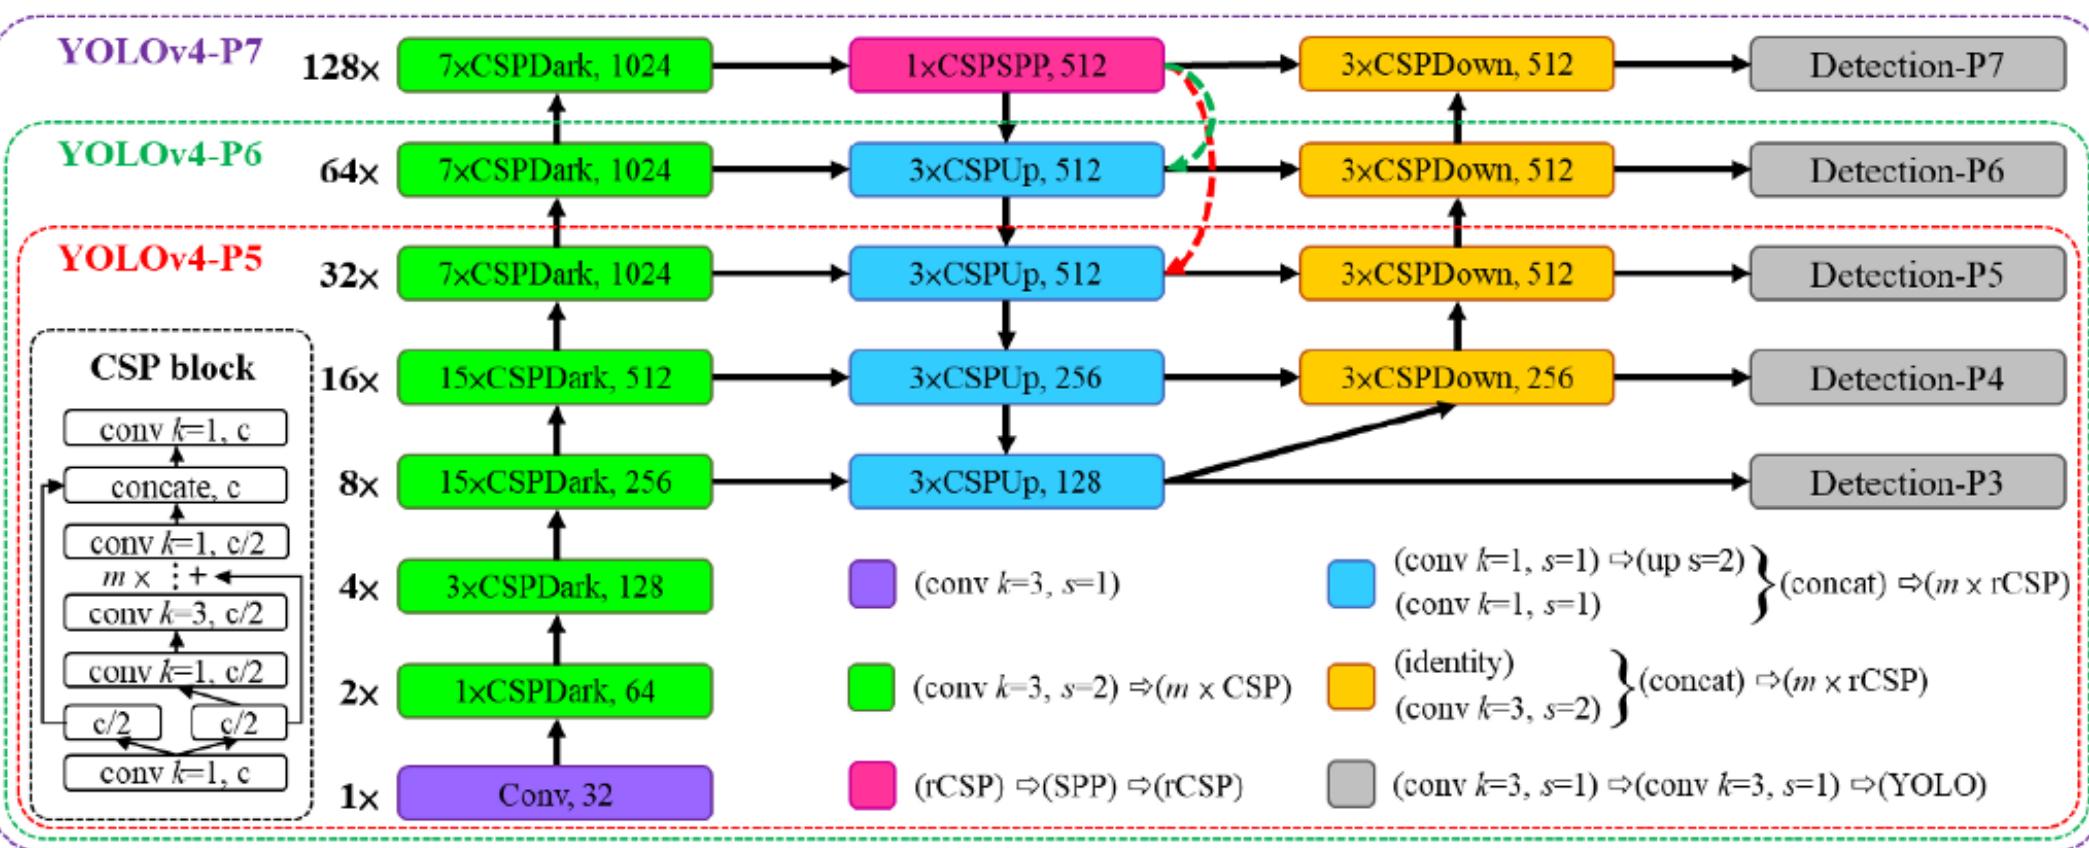 YOLOv4-P7
128× 7×CSPDark, 1024 1×CSPSPP, 512 3×CSPDown, 512 Detection-P7
YOLOv4-P6
64× 7×CSPDark, 1024 3×CSPUp, 512 3×CSPDown, 512 Detection-P6
YOLOv4-P5
32× 7×CSPDark, 1024 3×CSPUp, 512 3×CSPDown, 512 Detection-P5
16× 15×CSPDark, 512 3×CSPUp, 256 3×CSPDown, 256 Detection-P4
8× 15×CSPDark, 256 3×CSPUp, 128 Detection-P3
4× 3×CSPDark, 128
2× 1×CSPDark, 64
1× Conv, 32
CSP block
conv k=1, c
concate, c
conv k=1, c/2
m × ⋮ +
conv k=3, c/2
conv k=1, c/2
c/2 c/2
conv k=1, c
(conv k=3, s=1)
(conv k=3, s=2) ⇨(m × CSP)
(rCSP) ⇨(SPP) ⇨(rCSP)
(conv k=1, s=1) ⇨(up s=2)
(conv k=1, s=1)
} (concat) ⇨(m × rCSP)
(identity)
(conv k=3, s=2)
} (concat) ⇨(m × rCSP)
(conv k=3, s=1) ⇨(conv k=3, s=1) ⇨(YOLO)